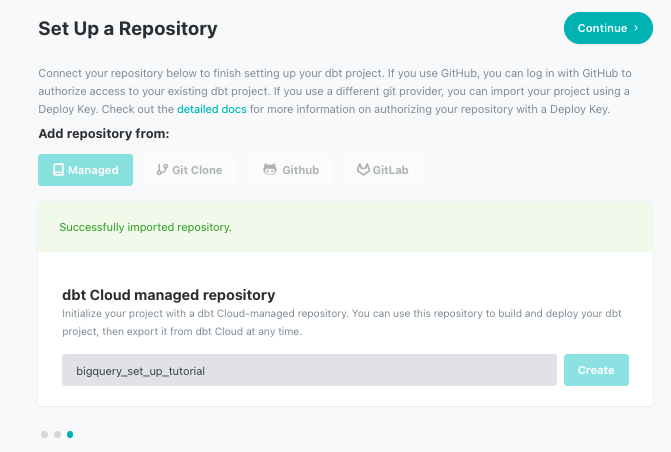 Set Up a Repository
Continue ›
Connect your repository below to finish setting up your dbt project. If you use GitHub, you can log in with GitHub to
authorize access to your existing dbt project. If you use a different git provider, you can import your project using a
Deploy Key. Check out the detailed docs for more information on authorizing your repository with a Deploy Key.
Add repository from:
Managed Git Clone Github GitLab
Successfully imported repository.
dbt Cloud managed repository
Initialize your project with a dbt Cloud-managed repository. You can use this repository to build and deploy your dbt
project, then export it from dbt Cloud at any time.
bigquery_set_up_tutorial Create